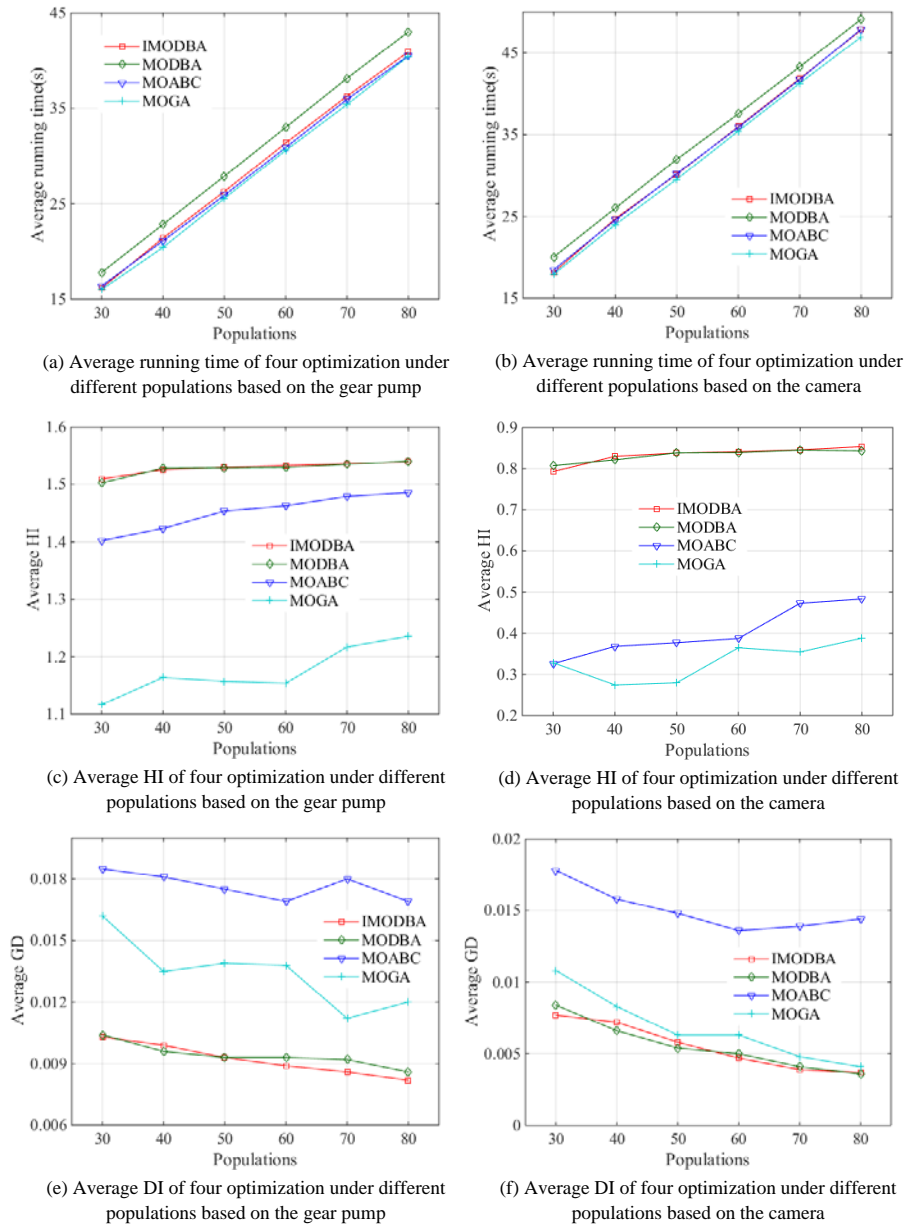 45
35
25
15
Average running time(s)
IMODBA
MODBA
MOABC
MOGA
30 40 50 60 70 80
Populations
(a) Average running time of four optimization under
different populations based on the gear pump
45
35
25
15
Average running time(s)
IMODBA
MODBA
MOABC
MOGA
30 40 50 60 70 80
Populations
(b) Average running time of four optimization under
different populations based on the camera
1.6
1.5
1.4
1.3
1.2
1.1
Average HI
IMODBA
MODBA
MOABC
MOGA
30 40 50 60 70 80
Populations
(c) Average HI of four optimization under different
populations based on the gear pump
0.9
0.8
0.7
0.6
0.5
0.4
0.3
0.2
Average HI
IMODBA
MODBA
MOABC
MOGA
30 40 50 60 70 80
Populations
(d) Average HI of four optimization under different
populations based on the camera
0.018
0.015
0.012
0.009
0.006
Average GD
IMODBA
MODBA
MOABC
MOGA
30 40 50 60 70 80
Populations
(e) Average DI of four optimization under different
populations based on the gear pump
0.02
0.015
0.01
0.005
0
Average GD
IMODBA
MODBA
MOABC
MOGA
30 40 50 60 70 80
Populations
(f) Average DI of four optimization under different
populations based on the camera